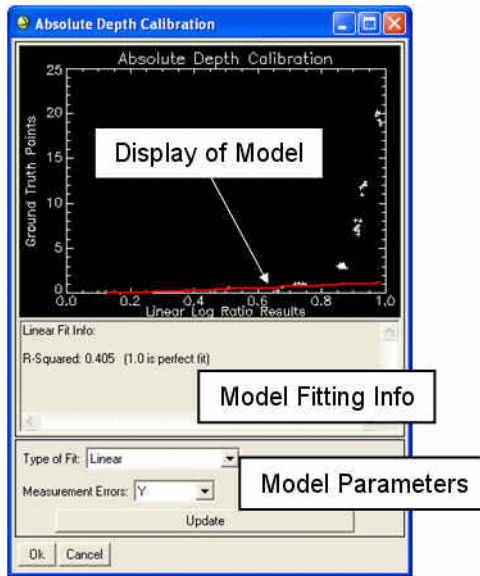 Absolute Depth Calibration
Absolute Depth Calibration
25
20
15
10
5
0
Ground Truth Points
Display of Model
0.0 0.2 0.4 0.6 0.8 1.0
Linear Log Ratio Results
Linear Fit Info:
R-Squared: 0.405 (1.0 is perfect fit)
Model Fitting Info
Type of Fit: Linear
Measurement Errors: Y
Model Parameters
Update
Ok Cancel